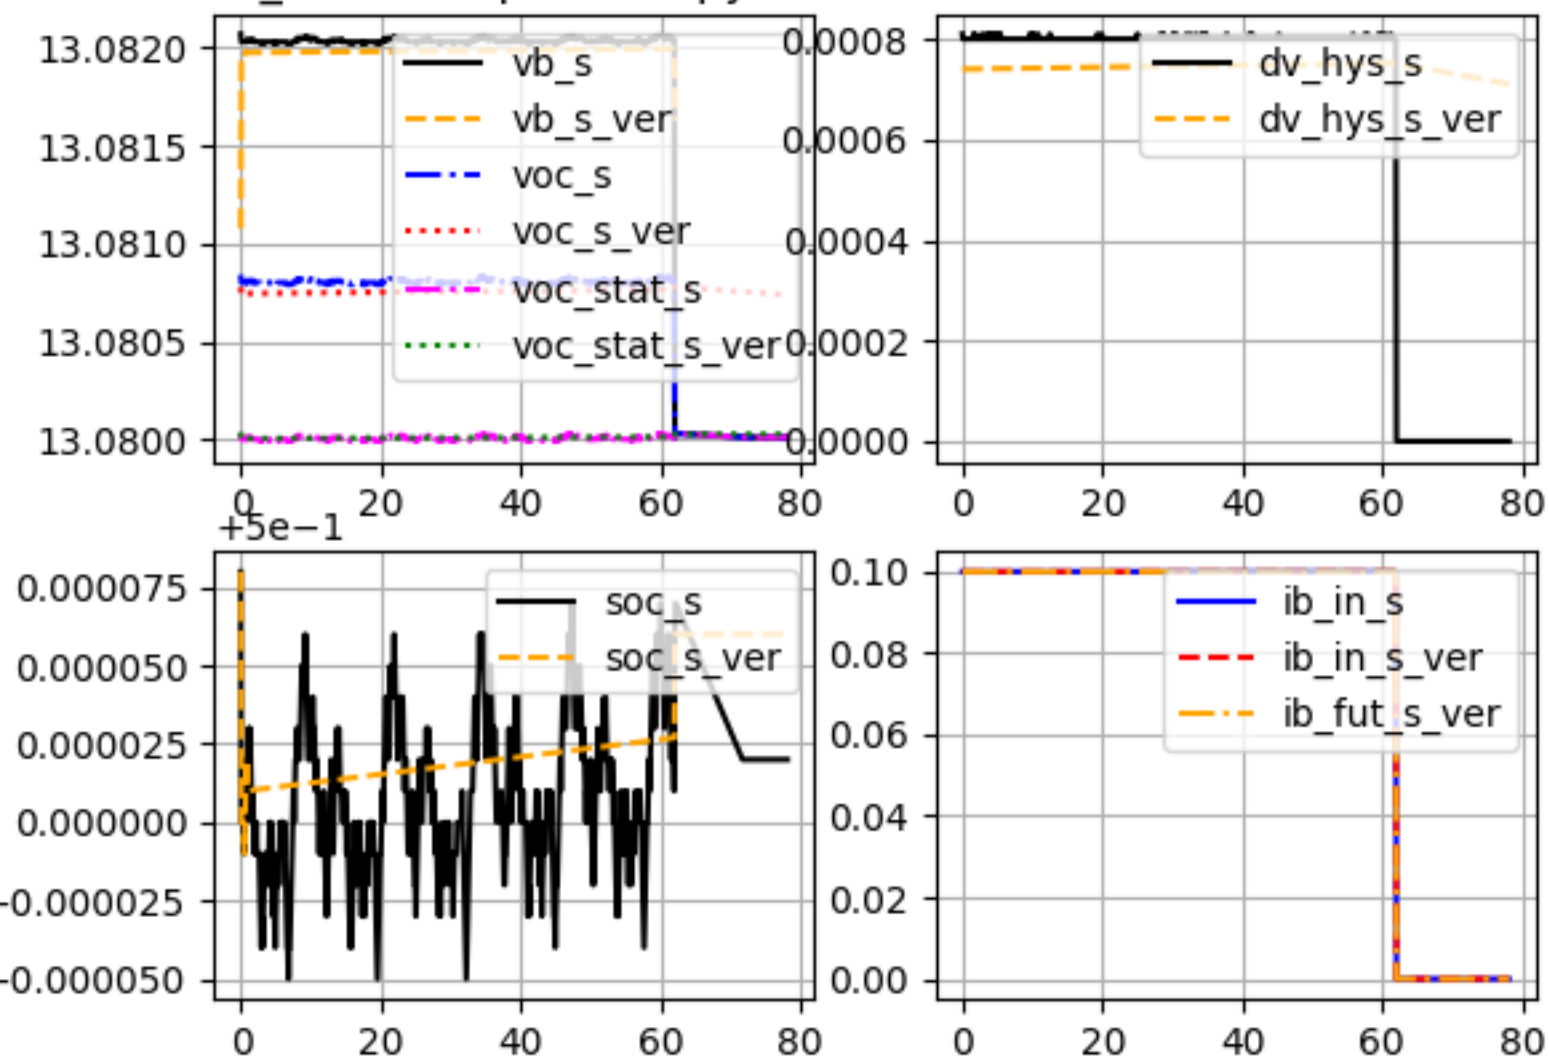 13.0820
13.0815
13.0810
13.0805
13.0800
vb_s
vb_s_ver
voc_s
voc_s_ver
voc_stat_s
voc_stat_s_ver
0 20 40 60 80
0.0008
0.0006
0.0004
0.0002
0.0000
dv_hys_s
dv_hys_s_ver
0 20 40 60 80
+5e−1
0.000075
0.000050
0.000025
0.000000
−0.000025
−0.000050
soc_s
soc_s_ver
0 20 40 60 80
0.10
0.08
0.06
0.04
0.02
0.00
ib_in_s
ib_in_s_ver
ib_fut_s_ver
0 20 40 60 80